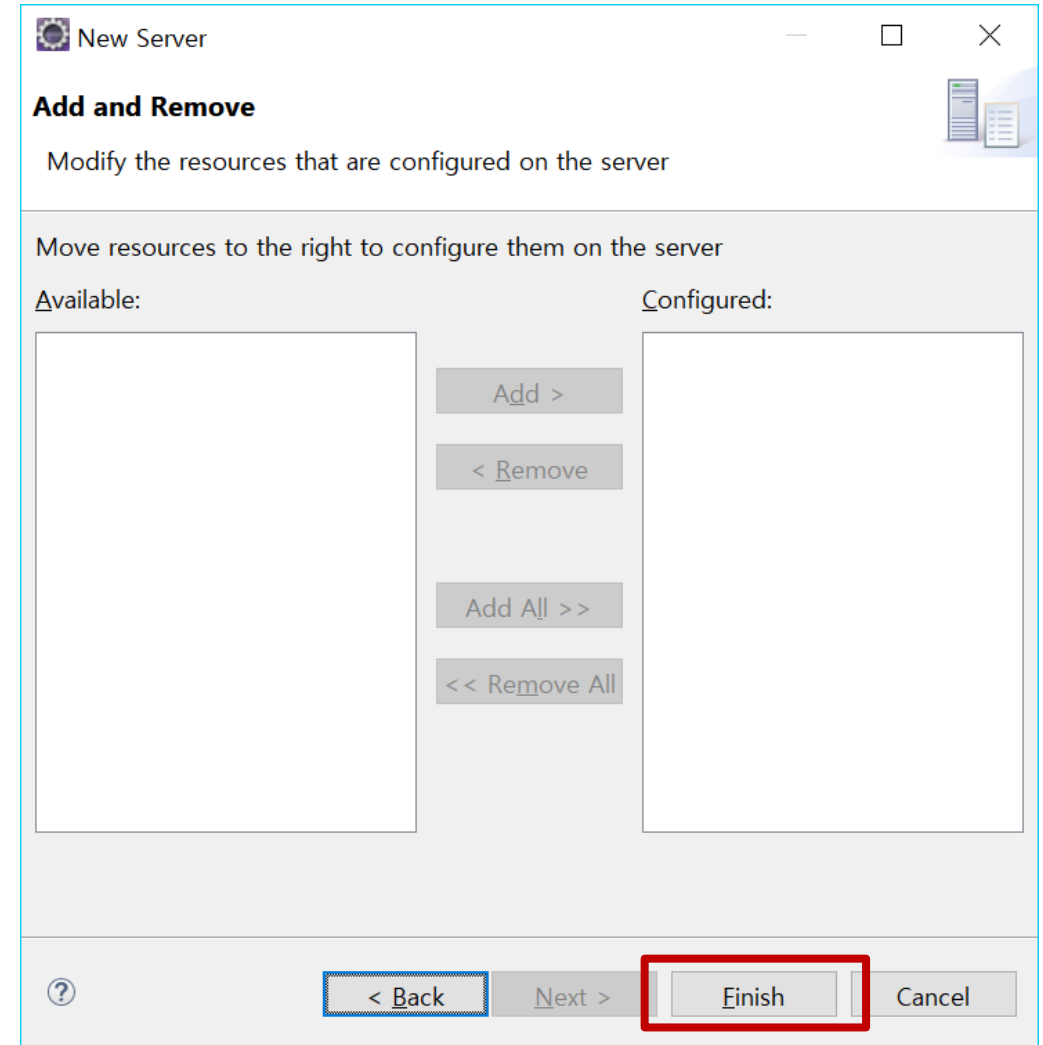 New Server
Add and Remove
Modify the resources that are configured on the server
Move resources to the right to configure them on the server
Available:
Configured:
Add >
< Remove
Add All >>
<< Remove All
?
< Back
Next >
Finish
Cancel